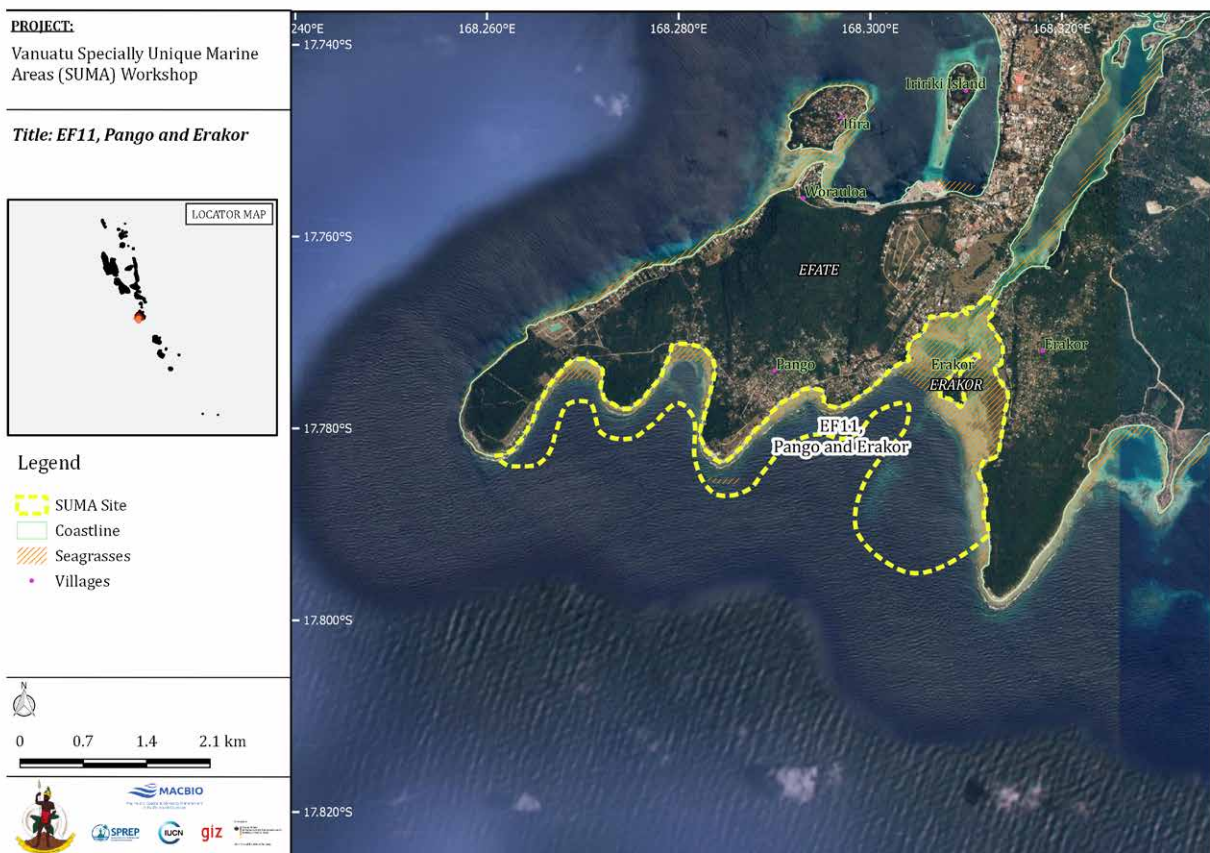 PROJECT:
Vanuatu Specially Unique Marine
Areas (SUMA) Workshop
Title: EF11, Pango and Erakor
LOCATOR MAP
Legend
SUMA Site
Coastline
Seagrasses
Villages
N
0 0.7 1.4 2.1 km
MACBIO
SPREP
IUCN
giz
240°E 168.260°E 168.280°E 168.300°E 168.320°E
17.740°S
17.760°S
17.780°S
17.800°S
17.820°S
Iririki Island
Ifira
Worauloa
EFATE
Erakor
Pango
Erakor
ERAKOR
EF11,
Pango and Erakor